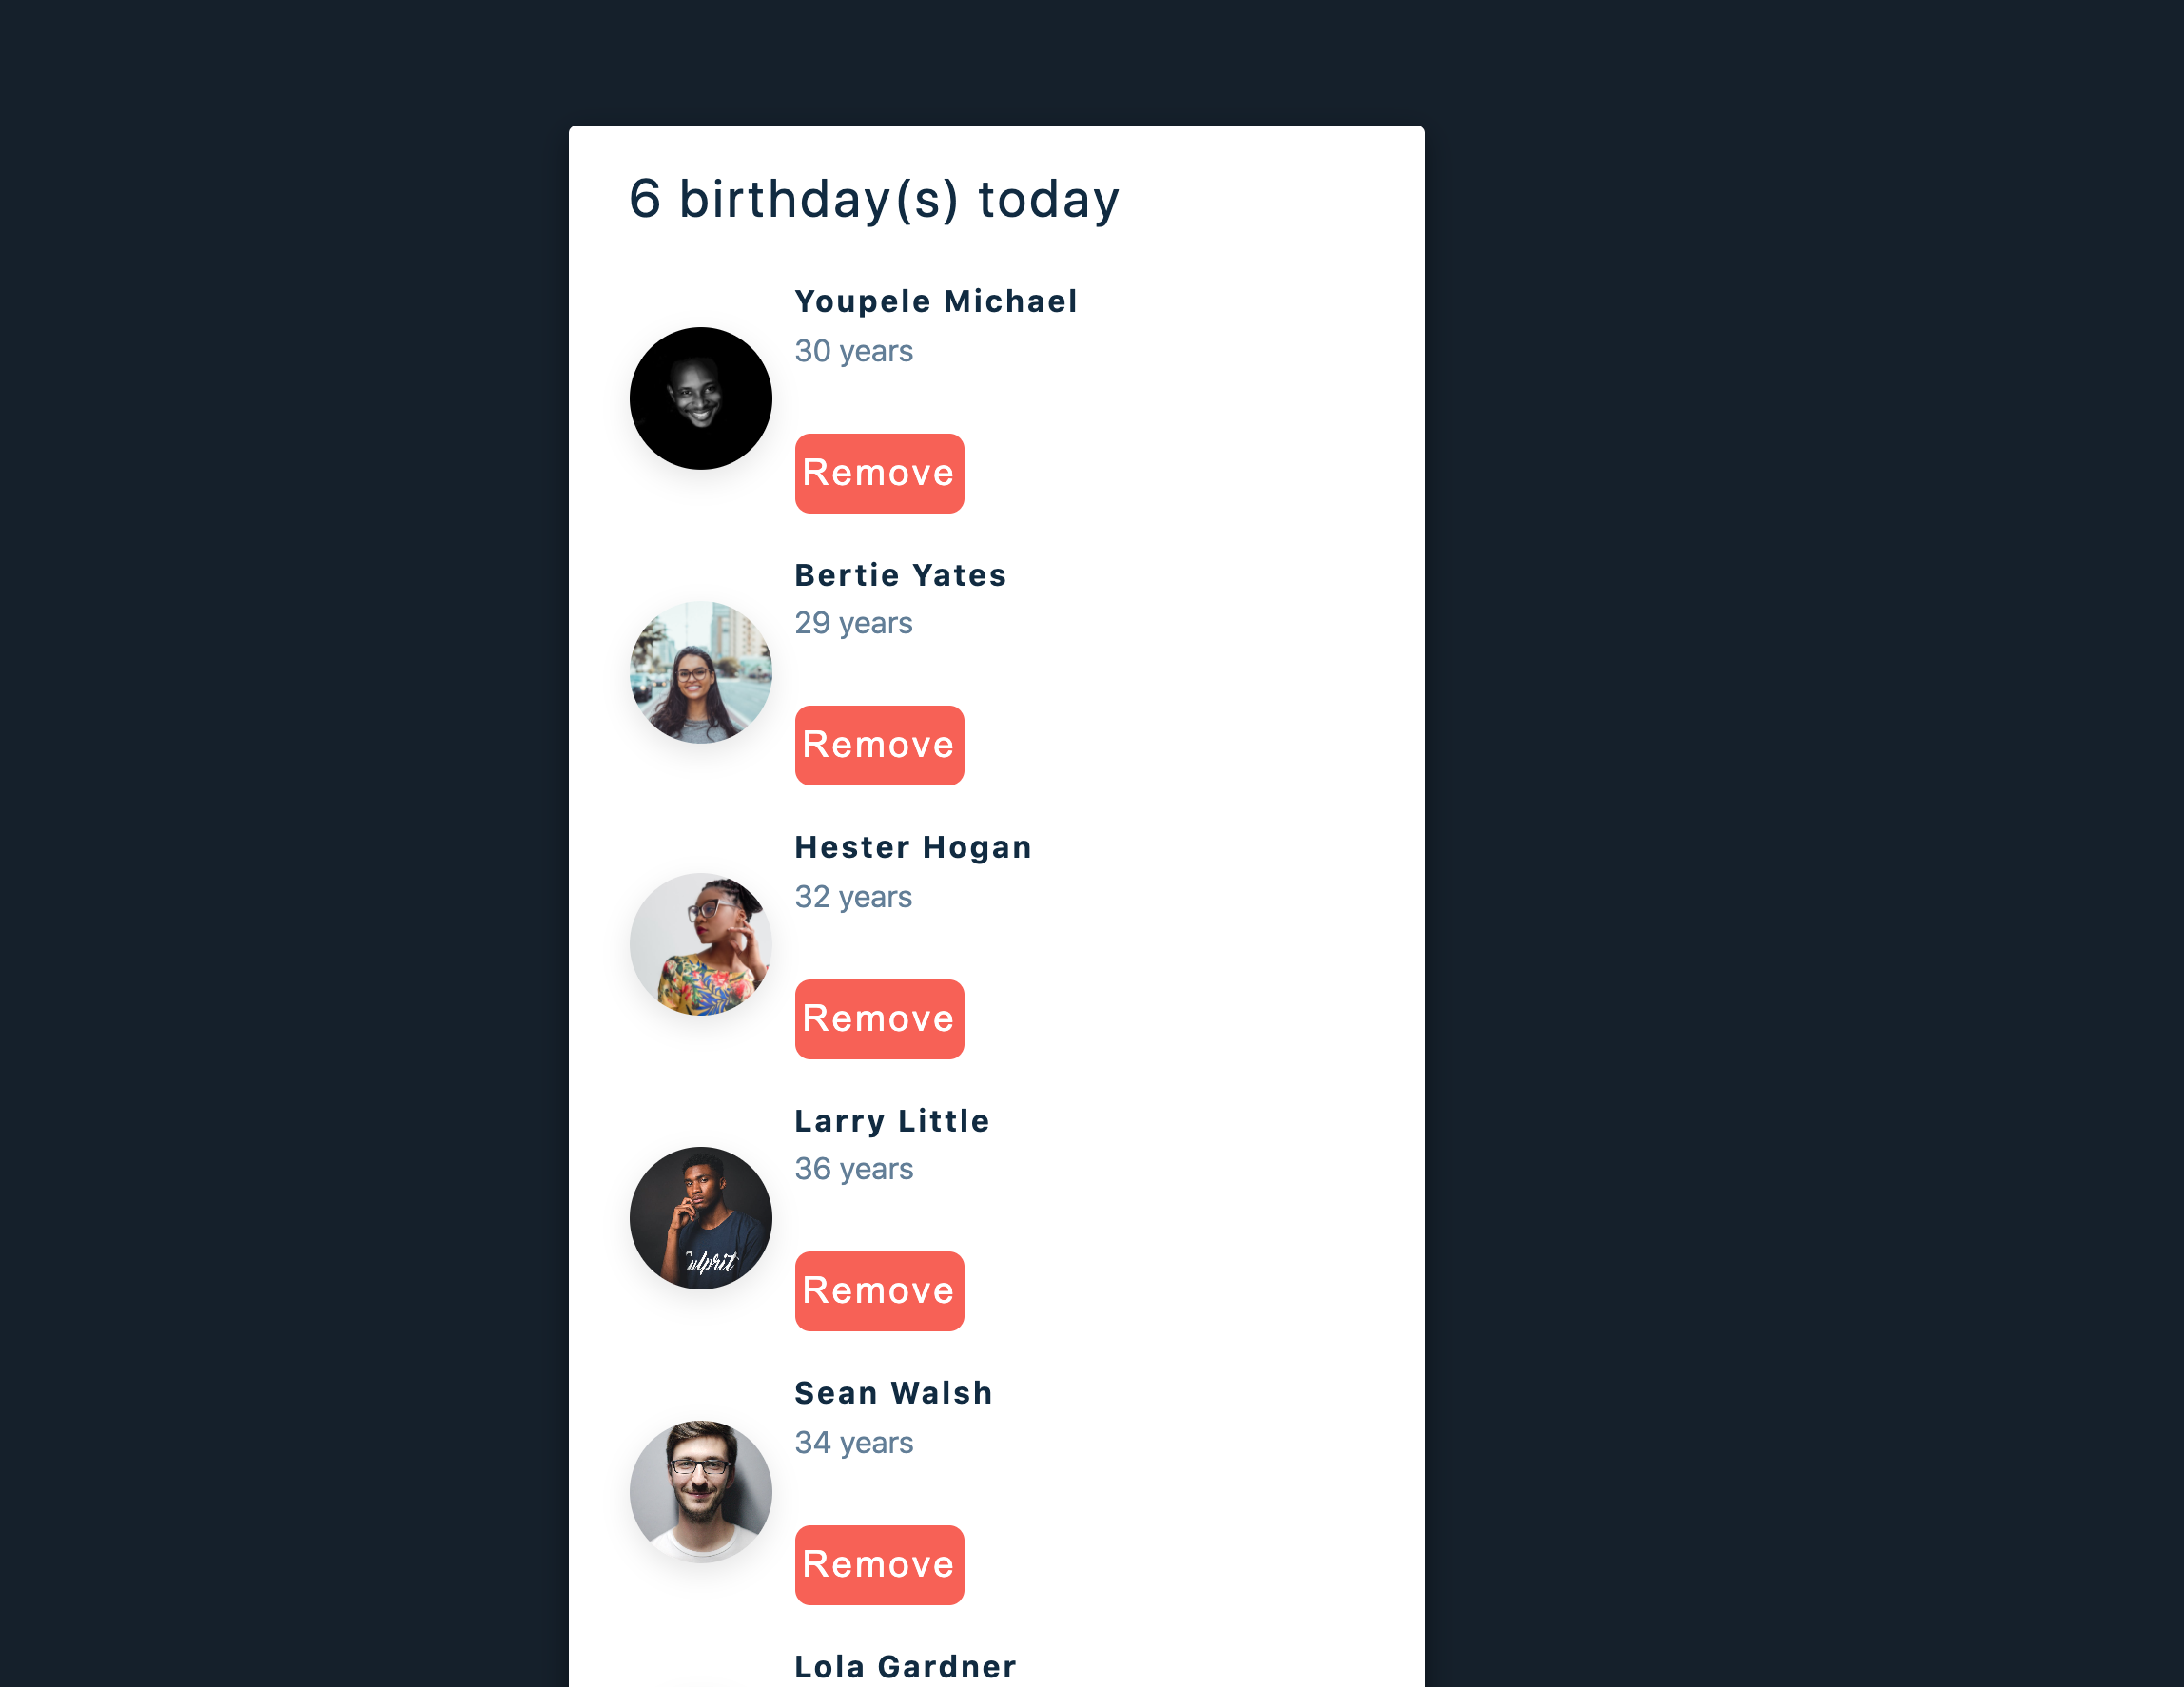 6 birthday(s) today
Youpele Michael
30 years
Remove
Bertie Yates
29 years
Remove
Hester Hogan
32 years
Remove
Larry Little
36 years
ulprit
Remove
Sean Walsh
34 years
Remove
Lola Gardner